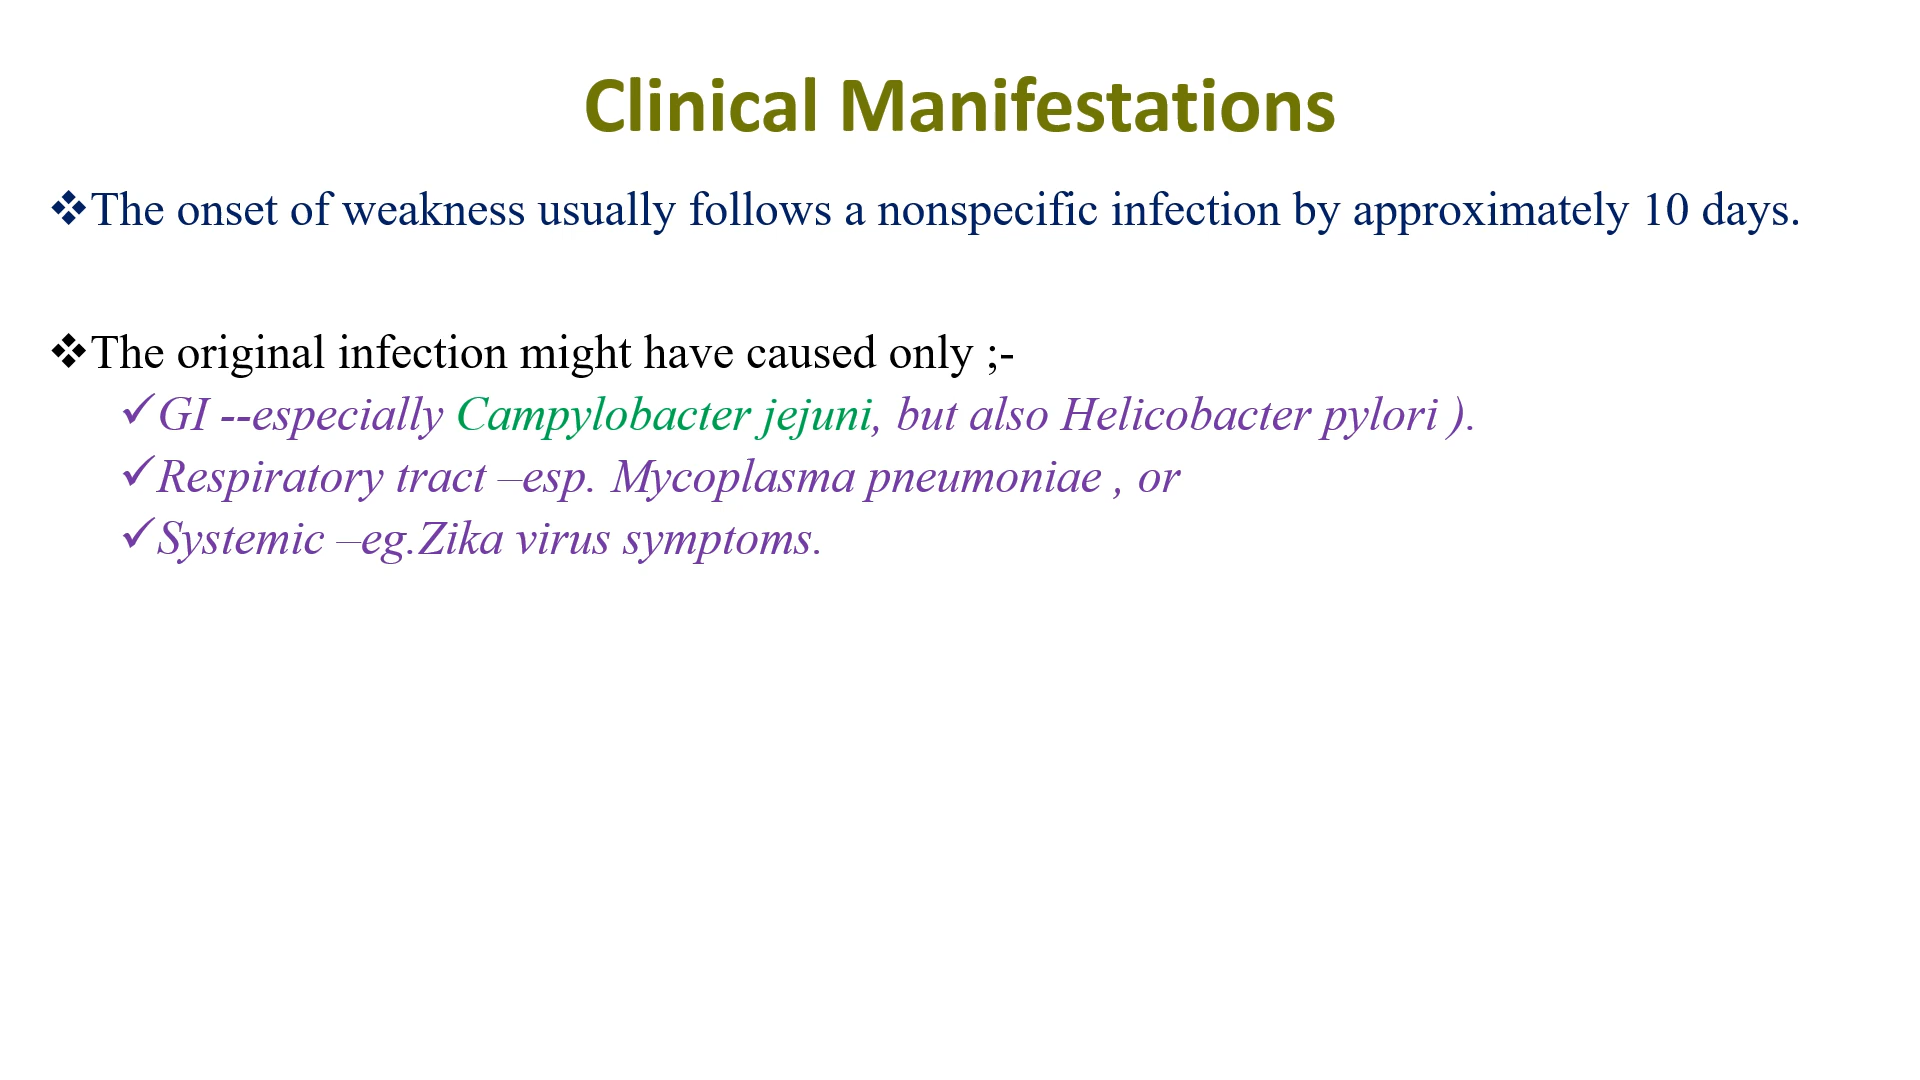 Clinical Manifestations
❖The onset of weakness usually follows a nonspecific infection by approximately 10 days.
❖The original infection might have caused only ;-
✓GI --especially Campylobacter jejuni, but also Helicobacter pylori ).
✓Respiratory tract –esp. Mycoplasma pneumoniae , or
✓Systemic –eg.Zika virus symptoms.